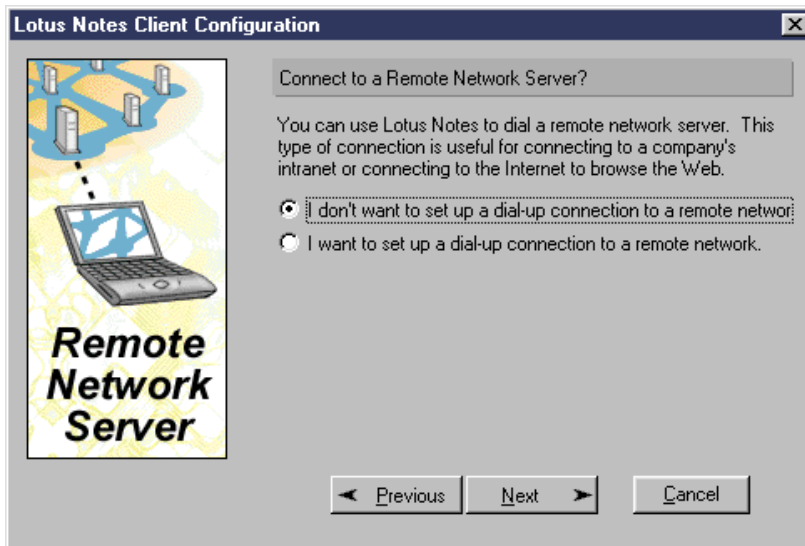 Lotus Notes Client Configuration
Connect to a Remote Network Server?
You can use Lotus Notes to dial a remote network server. This
type of connection is useful for connecting to a company's
intranet or connecting to the Internet to browse the Web.
I don't want to set up a dial-up connection to a remote networ
I want to set up a dial-up connection to a remote network.
Remote
Network
Server
Previous
Next
Cancel